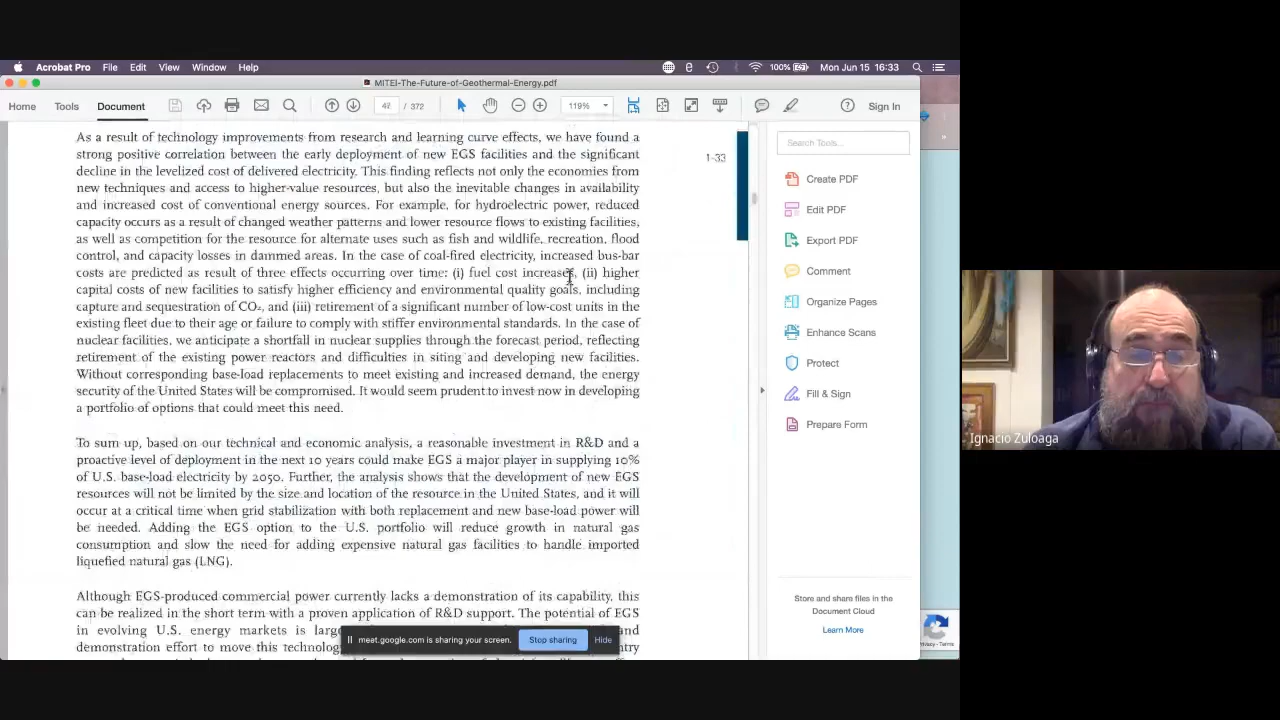 Acrobat Pro File Edit View Window Help
100% Mon Jun 15 16:33
MITEI-The-Future-of-Geothermal-Energy.pdf
Home Tools Document 47 / 372 119% Sign In
As a result of technology improvements from research and learning curve effects, we have found a
strong positive correlation between the early deployment of new EGS facilities and the significant
decline in the levelized cost of delivered electricity. This finding reflects not only the economies from
new techniques and access to higher-value resources, but also the inevitable changes in availability
and increased cost of conventional energy sources. For example, for hydroelectric power, reduced
capacity occurs as a result of changed weather patterns and lower resource flows to existing facilities,
as well as competition for the resource for alternate uses such as fish and wildlife, recreation, flood
control, and capacity losses in dammed areas. In the case of coal-fired electricity, increased bus-bar
costs are predicted as result of three effects occurring over time: (i) fuel cost increases, (ii) higher
capital costs of new facilities to satisfy higher efficiency and environmental quality goals, including
capture and sequestration of CO₂, and (iii) retirement of a significant number of low-cost units in the
existing fleet due to their age or failure to comply with stiffer environmental standards. In the case of
nuclear facilities, we anticipate a shortfall in nuclear supplies through the forecast period, reflecting
retirement of the existing power reactors and difficulties in siting and developing new facilities.
Without corresponding base-load replacements to meet existing and increased demand, the energy
security of the United States will be compromised. It would seem prudent to invest now in developing
a portfolio of options that could meet this need.
To sum up, based on our technical and economic analysis, a reasonable investment in R&D and a
proactive level of deployment in the next 10 years could make EGS a major player in supplying 10%
of U.S. base-load electricity by 2050. Further, the analysis shows that the development of new EGS
resources will not be limited by the size and location of the resource in the United States, and it will
occur at a critical time when grid stabilization with both replacement and new base-load power will
be needed. Adding the EGS option to the U.S. portfolio will reduce growth in natural gas
consumption and slow the need for adding expensive natural gas facilities to handle imported
liquefied natural gas (LNG).
Although EGS-produced commercial power currently lacks a demonstration of its capability, this
can be realized in the short term with a proven application of R&D support. The potential of EGS
in evolving U.S. energy markets is large and
demonstration effort to move this
1-33
Search Tools...
Create PDF
Edit PDF
Export PDF
Comment
Organize Pages
Enhance Scans
Protect
Fill & Sign
Prepare Form
Store and share files in the
Document Cloud
Learn More
meet.google.com is sharing your screen. Stop sharing Hide
Ignacio Zuloaga